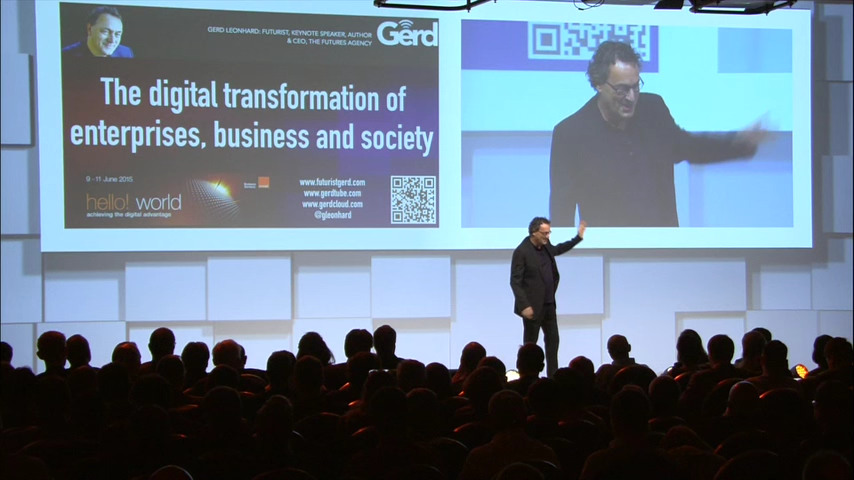 GERD LEONHARD: FUTURIST, KEYNOTE SPEAKER, AUTHOR
& CEO, THE FUTURES AGENCY
Gerd
The digital transformation of
enterprises, business and society
9 - 11 June 2015
hello! world
achieving the digital advantage
www.futuristgerd.com
www.gerdtube.com
www.gerdcloud.com
@gleonhard